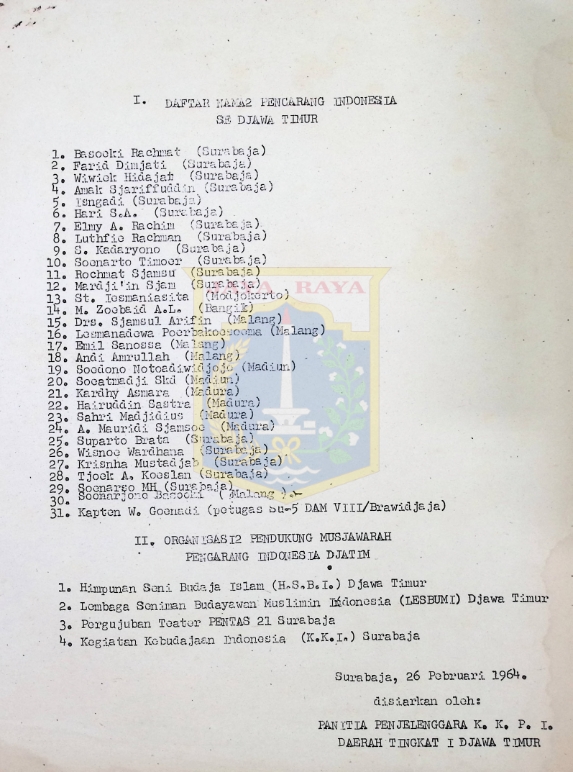 I. DAFTAR NAMA2 PENGARANG INDONESIA
SE DJAWA TIMUR
1. Basoeki Rachmat (Surabaja)
2. Farid Dimjati (Surabaja)
3. Wiwiek Hidajat (Surabaja)
4. Amak Sjariffuddin (Surabaja)
5. Isngadi (Surabaja)
6. Hari S.A. (Surabaja)
7. Elmy A. Rachim (Surabaja)
8. Luthfie Rachman (Surabaja)
9. S. Kadaryono (Surabaja)
10. Soenarto Timoer (Surabaja)
11. Rochmat Sjamsu (Surabaja)
12. Mardji'in Sjam (Surabaja)
13. St. Iesmaniasita (Modjokerto)
14. M. Zoebaid A.L. (Bangil)
15. Drs. Sjamsul Arifin (Malang)
16. Lesmanadewa Poerbakoesoema (Malang)
17. Emil Sanossa (Malang)
18. Andi Amrullah (Malang)
19. Soedono Notoadiwidjojo (Madiun)
20. Soeatmadji Skd (Madiun)
21. Kardhy Asmara (Madura)
22. Hairuddin Sastra (Madura)
23. Sahri Madjidius (Madura)
24. A. Mauridi Sjamsoe (Madura)
25. Suparto Brata (Surabaja)
26. Wisnoe Wardhana (Surabaja)
27. Krisnha Mustadjab (Surabaja)
28. Tjoek A. Koeslan (Surabaja)
29. Soenarso MH (Surabaja)
30. Soenarjono Basoeki (Malang)
31. Kapten W. Goenadi (petugas Su-5 DAM VIII/Brawidjaja)
II. ORGANISASI2 PENDUKUNG MUSJAWARAH
PENGARANG INDONESIA DJATIM
1. Himpunan Seni Budaja Islam (H.S.B.I.) Djawa Timur
2. Lembaga Seniman Budayawan Muslimin Indonesia (LESBUMI) Djawa Timur
3. Pergujuban Teater PENTAS 21 Surabaja
4. Kegiatan Kebudajaan Indonesia (K.K.I.) Surabaja
Surabaja, 26 Pebruari 1964.
disiarkan oleh:
PANITIA PENJELENGGARA K. K. P. I.
DAERAH TINGKAT I DJAWA TIMUR
JAYA RAYA